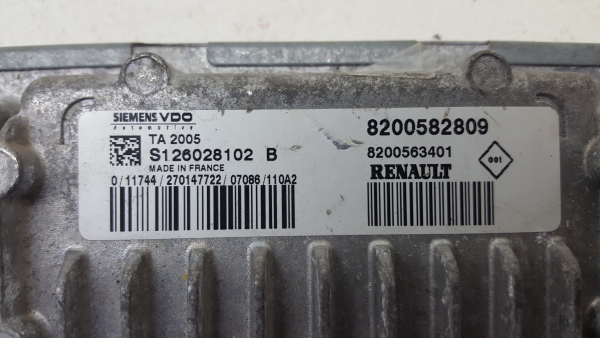 SIEMENS VDO
Automotive
TA 2005
S126028102 B
MADE IN FRANCE
0/11744/270147722/07086/110A2
8200582809
8200563401
RENAULT
001